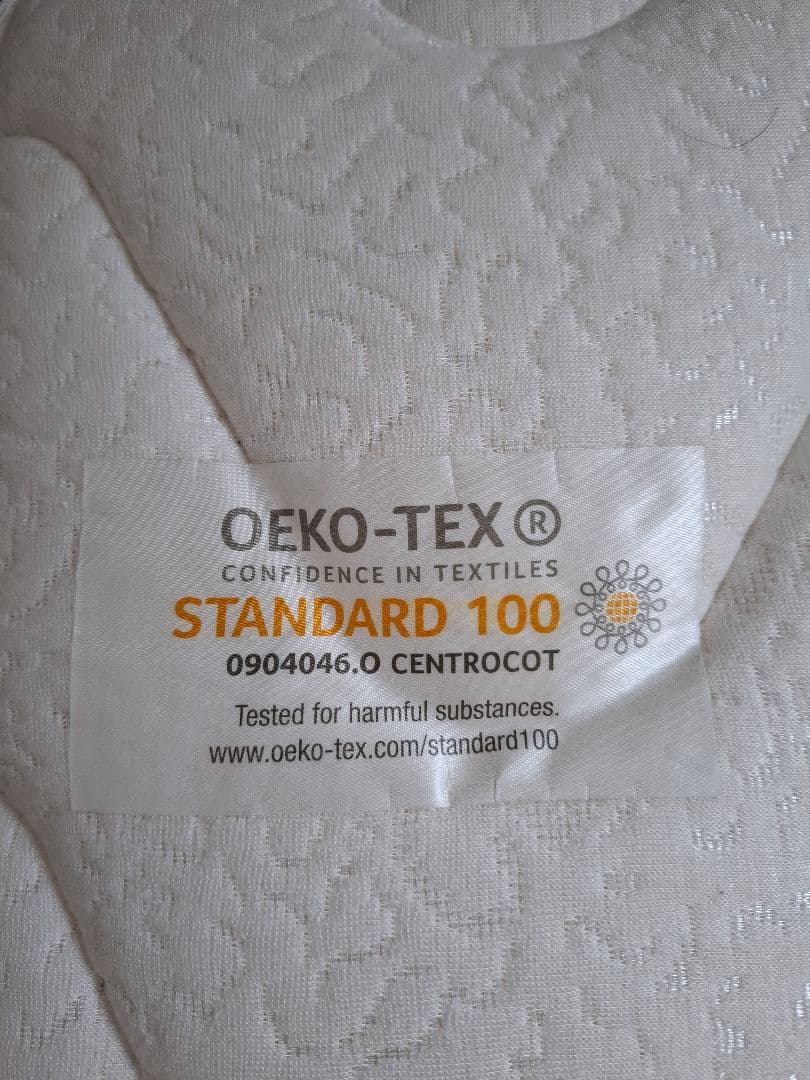 OEKO-TEX®
CONFIDENCE IN TEXTILES
STANDARD 100
0904046.O CENTROCOT
Tested for harmful substances.
www.oeko-tex.com/standard100